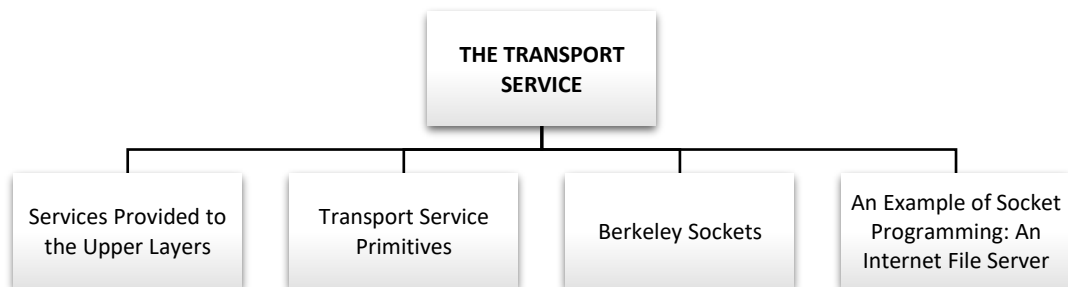 THE TRANSPORT
SERVICE
Services Provided to
the Upper Layers
Transport Service
Primitives
Berkeley Sockets
An Example of Socket
Programming: An
Internet File Server